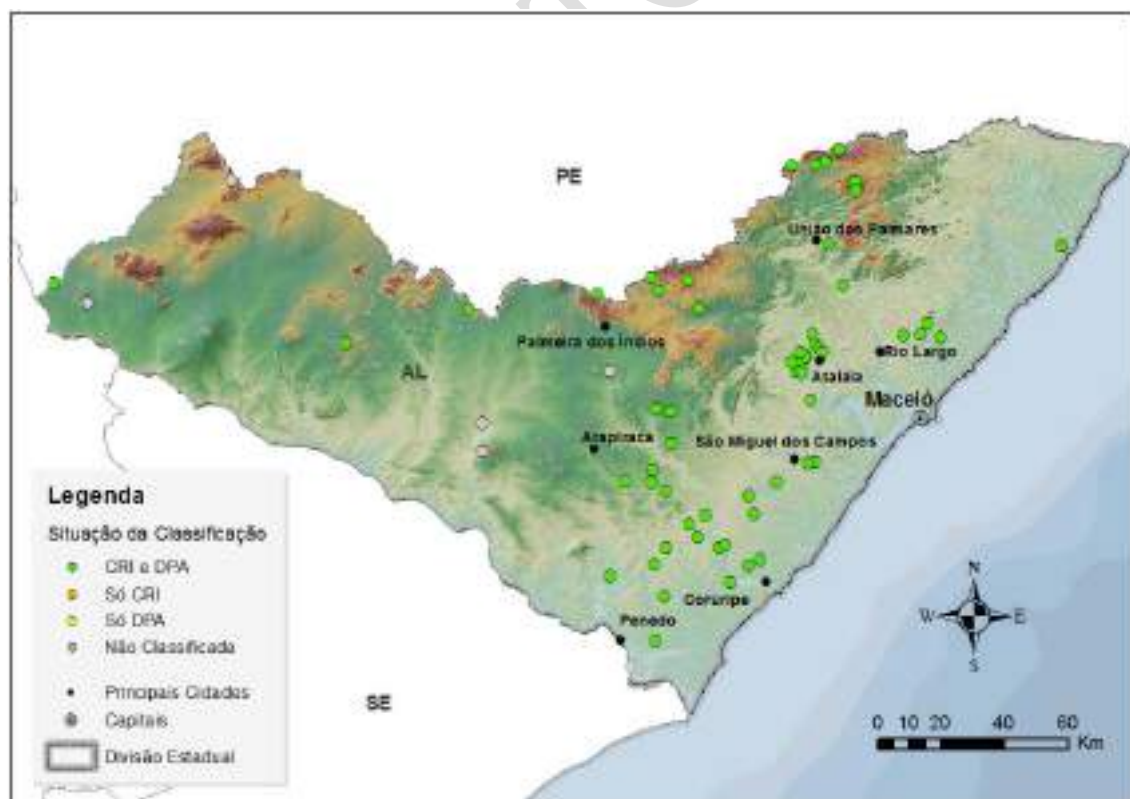 PE
União dos Palmares
Palmeira dos Índios
Rio Largo
AL
Atalaia
Maceió
Arapiraca
São Miguel dos Campos
Coruripe
Penedo
SE
Legenda
Situação da Classificação
CRI e DPA
Só CRI
Só DPA
Não Classificada
Principais Cidades
Capitais
Divisão Estadual
N
W E
S
0 10 20 40 60
Km